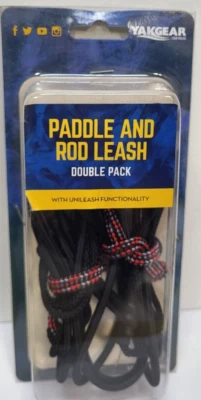 YAKGEAR
PADDLE AND
ROD LEASH
DOUBLE PACK
WITH UNILEASH FUNCTIONALITY